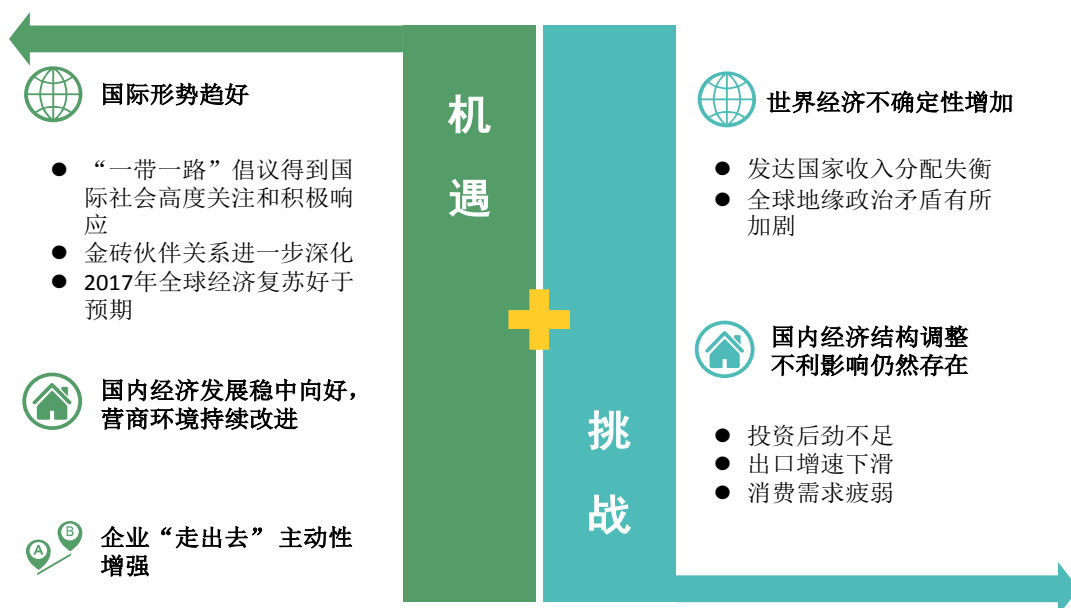 机
遇
国际形势趋好
“一带一路”倡议得到国
际社会高度关注和积极响
应
金砖伙伴关系进一步深化
2017年全球经济复苏好于
预期
国内经济发展稳中向好，
营商环境持续改进
企业“走出去” 主动性
增强
A
B
挑
战
世界经济不确定性增加
发达国家收入分配失衡
全球地缘政治矛盾有所
加剧
国内经济结构调整
不利影响仍然存在
投资后劲不足
出口增速下滑
消费需求疲弱